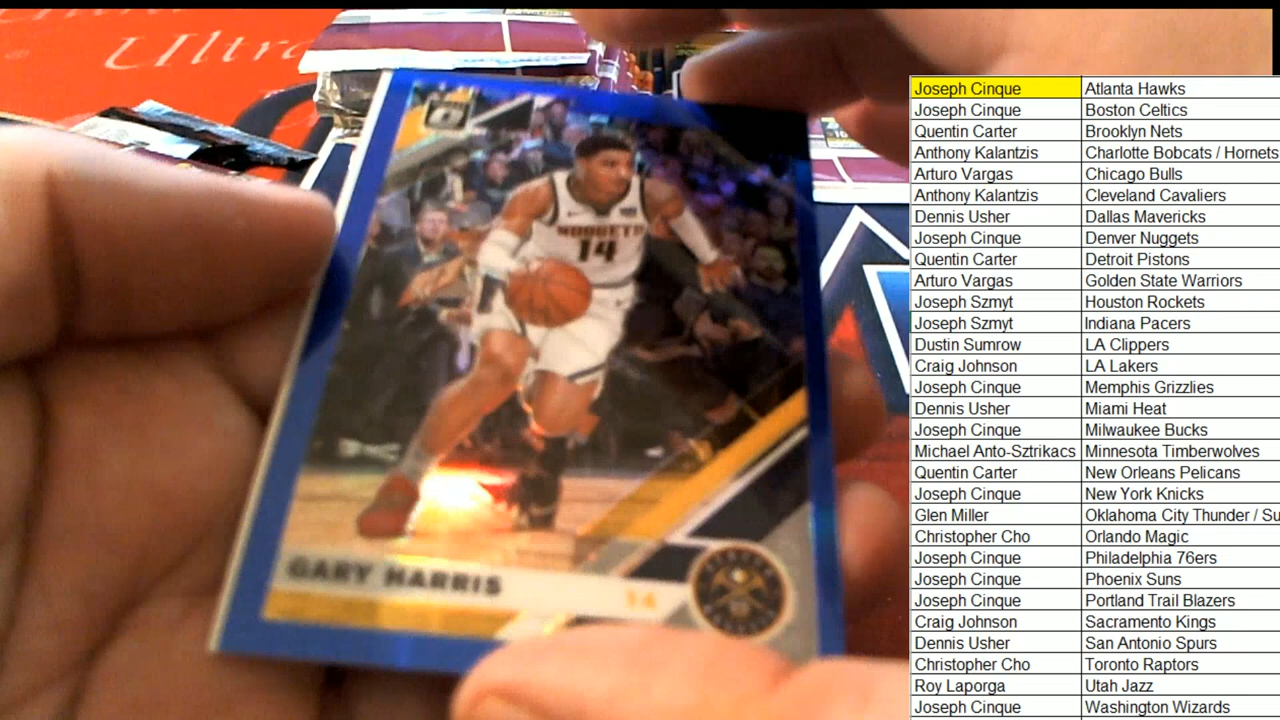 Ultra
NUGGETS
14
GARY HARRIS
14
Joseph Cinque Atlanta Hawks
Joseph Cinque Boston Celtics
Quentin Carter Brooklyn Nets
Anthony Kalantzis Charlotte Bobcats / Hornets
Arturo Vargas Chicago Bulls
Anthony Kalantzis Cleveland Cavaliers
Dennis Usher Dallas Mavericks
Joseph Cinque Denver Nuggets
Quentin Carter Detroit Pistons
Arturo Vargas Golden State Warriors
Joseph Szmyt Houston Rockets
Joseph Szmyt Indiana Pacers
Dustin Sumrow LA Clippers
Craig Johnson LA Lakers
Joseph Cinque Memphis Grizzlies
Dennis Usher Miami Heat
Joseph Cinque Milwaukee Bucks
Michael Anto-Sztrikacs Minnesota Timberwolves
Quentin Carter New Orleans Pelicans
Joseph Cinque New York Knicks
Glen Miller Oklahoma City Thunder / Su
Christopher Cho Orlando Magic
Joseph Cinque Philadelphia 76ers
Joseph Cinque Phoenix Suns
Joseph Cinque Portland Trail Blazers
Craig Johnson Sacramento Kings
Dennis Usher San Antonio Spurs
Christopher Cho Toronto Raptors
Roy Laporga Utah Jazz
Joseph Cinque Washington Wizards